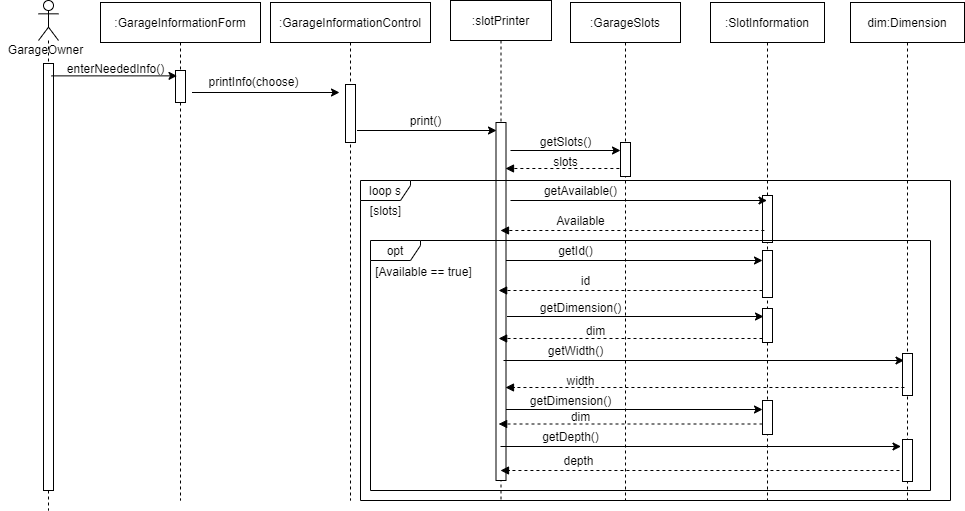 :GarageInformationForm
:GarageInformationControl
:slotPrinter
:GarageSlots
:SlotInformation
dim:Dimension
GarageOwner
enterNeededInfo()
printInfo(choose)
print()
getSlots()
slots
loop s
[slots]
getAvailable()
Available
opt
[Available == true]
getId()
id
getDimension()
dim
getWidth()
width
getDimension()
dim
getDepth()
depth